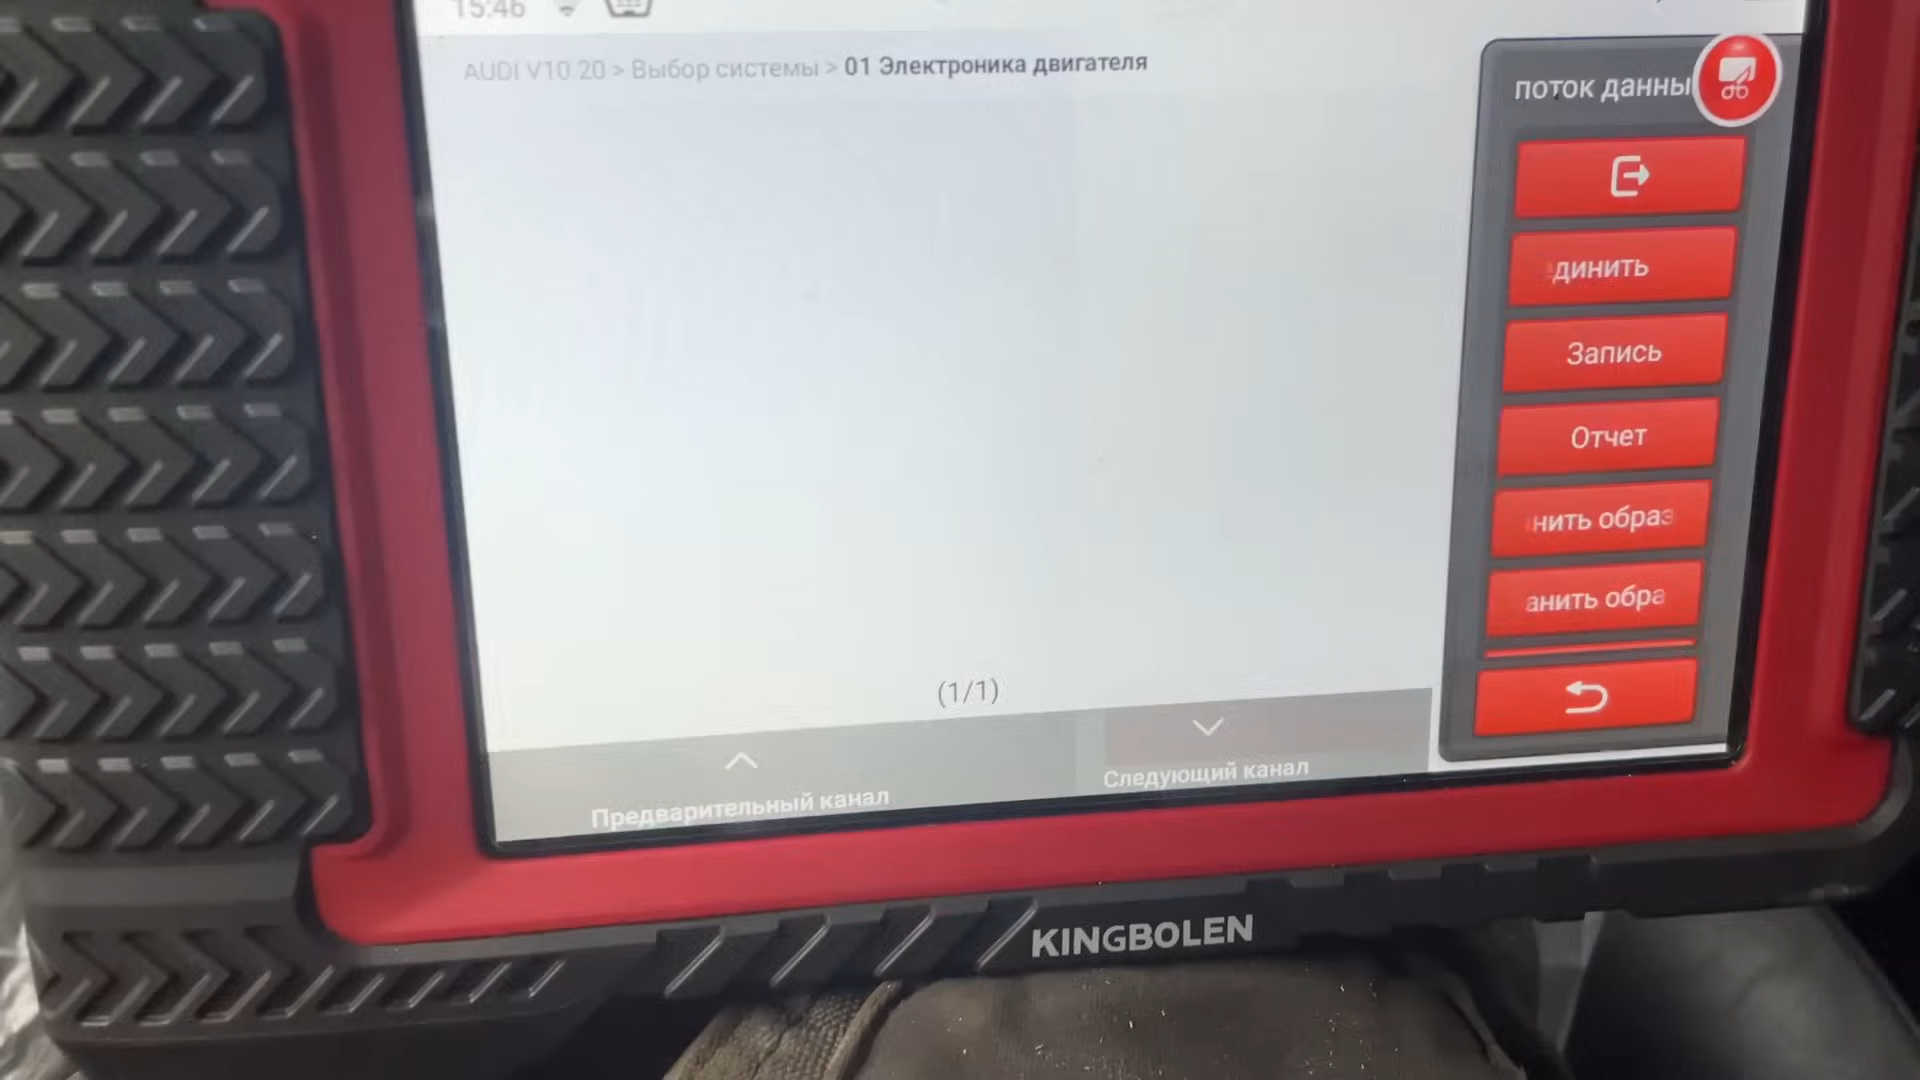 15:46
AUDI V10.20 > Выбор системы > 01 Электроника двигателя
поток данны
динить
Запись
Отчет
нить образ
анить обра
(1/1)
Предварительный канал
Следующий канал
KINGBOLEN